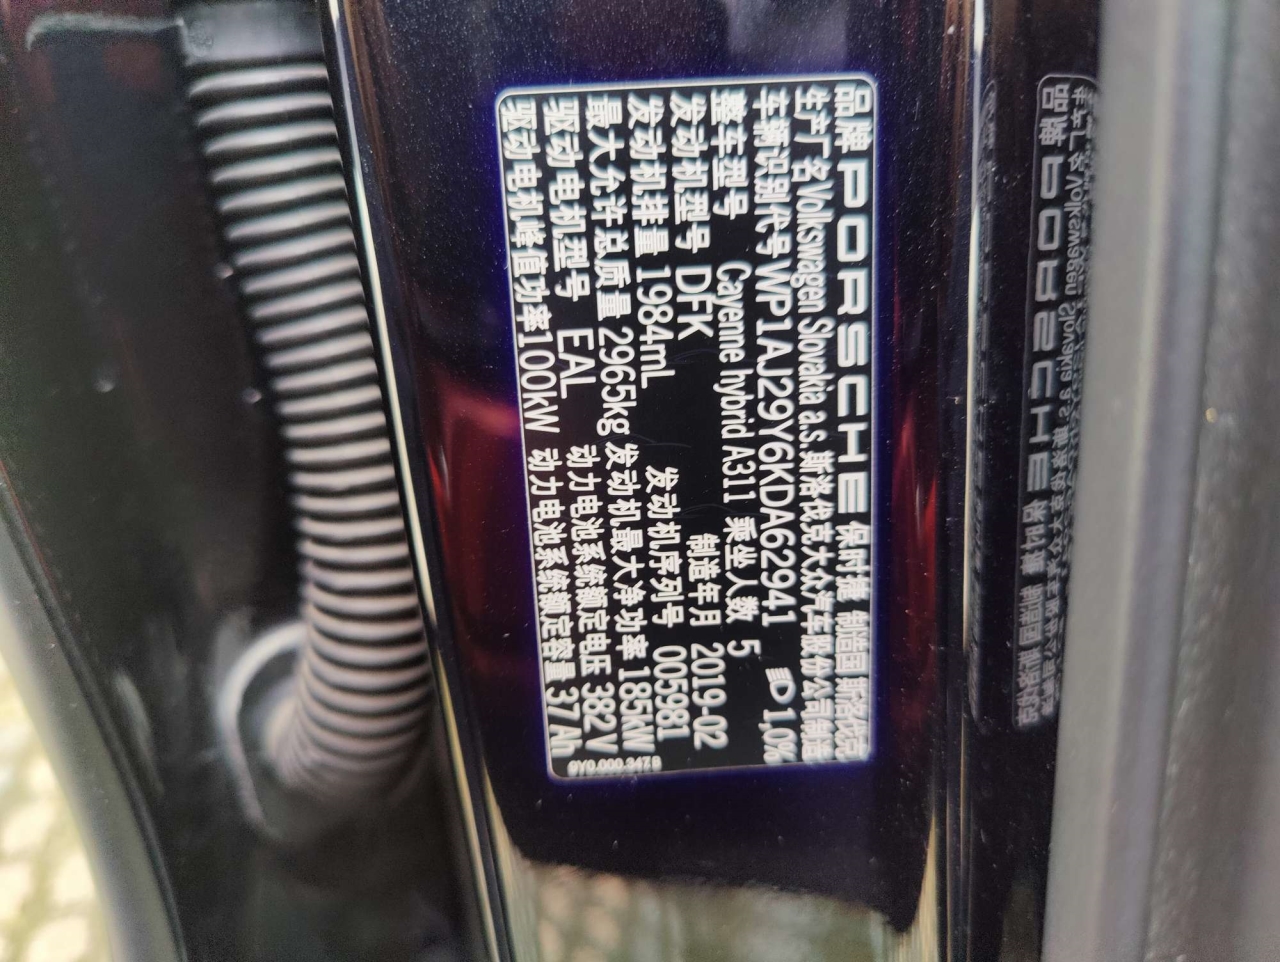 品牌 PORSCHE 保时捷 制造国 斯洛伐克
生产厂名 Volkswagen Slovakia a.s. 斯洛伐克大众汽车股份公司制造
车辆识别代号 WP1AJ29Y6KDA62941 1,0%
整车型号 Cayenne hybrid A311 乘坐人数 5
发动机型号 DFK 制造年月 2019-02
发动机排量 1984mL 发动机序列号 005981
最大允许总质量 2965kg 发动机最大净功率 185kW
驱动电机型号 EAL 动力电池系统额定电压 382V
驱动电机峰值功率 100kW 动力电池系统额定容量 37Ah